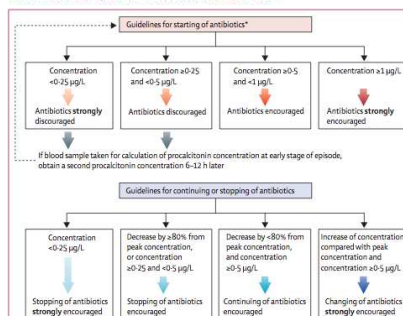 Guidelines for starting of antibiotics*
Concentration
<0·25 µg/L
Antibiotics strongly
discouraged
Concentration ≥0·25
and <0·5 µg/L
Antibiotics discouraged
Concentration ≥0·5
and <1 µg/L
Antibiotics encouraged
Concentration ≥1 µg/L
Antibiotics strongly
encouraged
If blood sample taken for calculation of procalcitonin concentration at early stage of episode,
obtain a second procalcitonin concentration 6–12 h later
Guidelines for continuing or stopping of antibiotics
Concentration
<0·25 µg/L
Stopping of antibiotics
strongly encouraged
Decrease by ≥80% from
peak concentration,
or concentration
≥0·25 and <0·5 µg/L
Stopping of antibiotics
encouraged
Decrease by <80% from
peak concentration,
and concentration
≥0·5 µg/L
Continuing of antibiotics
encouraged
Increase of concentration
compared with peak
concentration and
concentration ≥0·5 µg/L
Changing of antibiotics
strongly encouraged